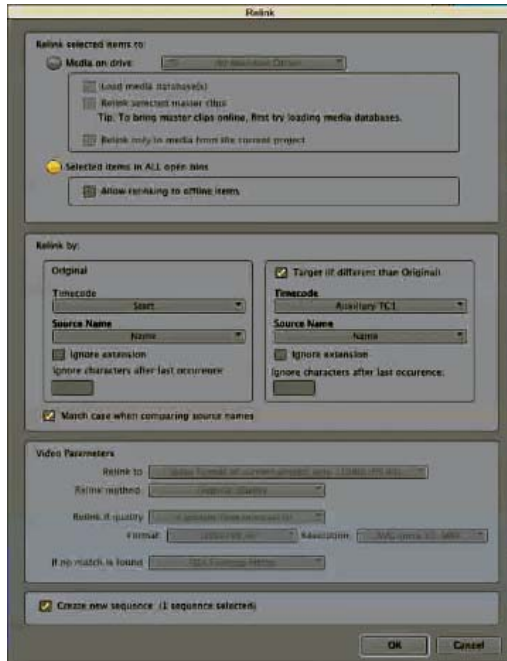 Relink
Relink selected items to:
Media on drive:
Load media database(s)
Relink selected master clips
Tip. To bring master clips online, first try loading media databases.
Relink only to media from the current project
Selected items in ALL open bins
Allow relinking to offline items
Relink by:
Original
Timecode
Start
Source Name
Name
Ignore extension
Ignore characters after last occurence:
Target (if different than Original)
Timecode
Auxiliary TC1
Source Name
Name
Ignore extension
Ignore characters after last occurence:
Match case when comparing source names
Video Parameters
Relink to
Relink method
Relink if quality
Format
Resolution
If no match is found
Create new sequence (1 sequence selected)
OK
Cancel